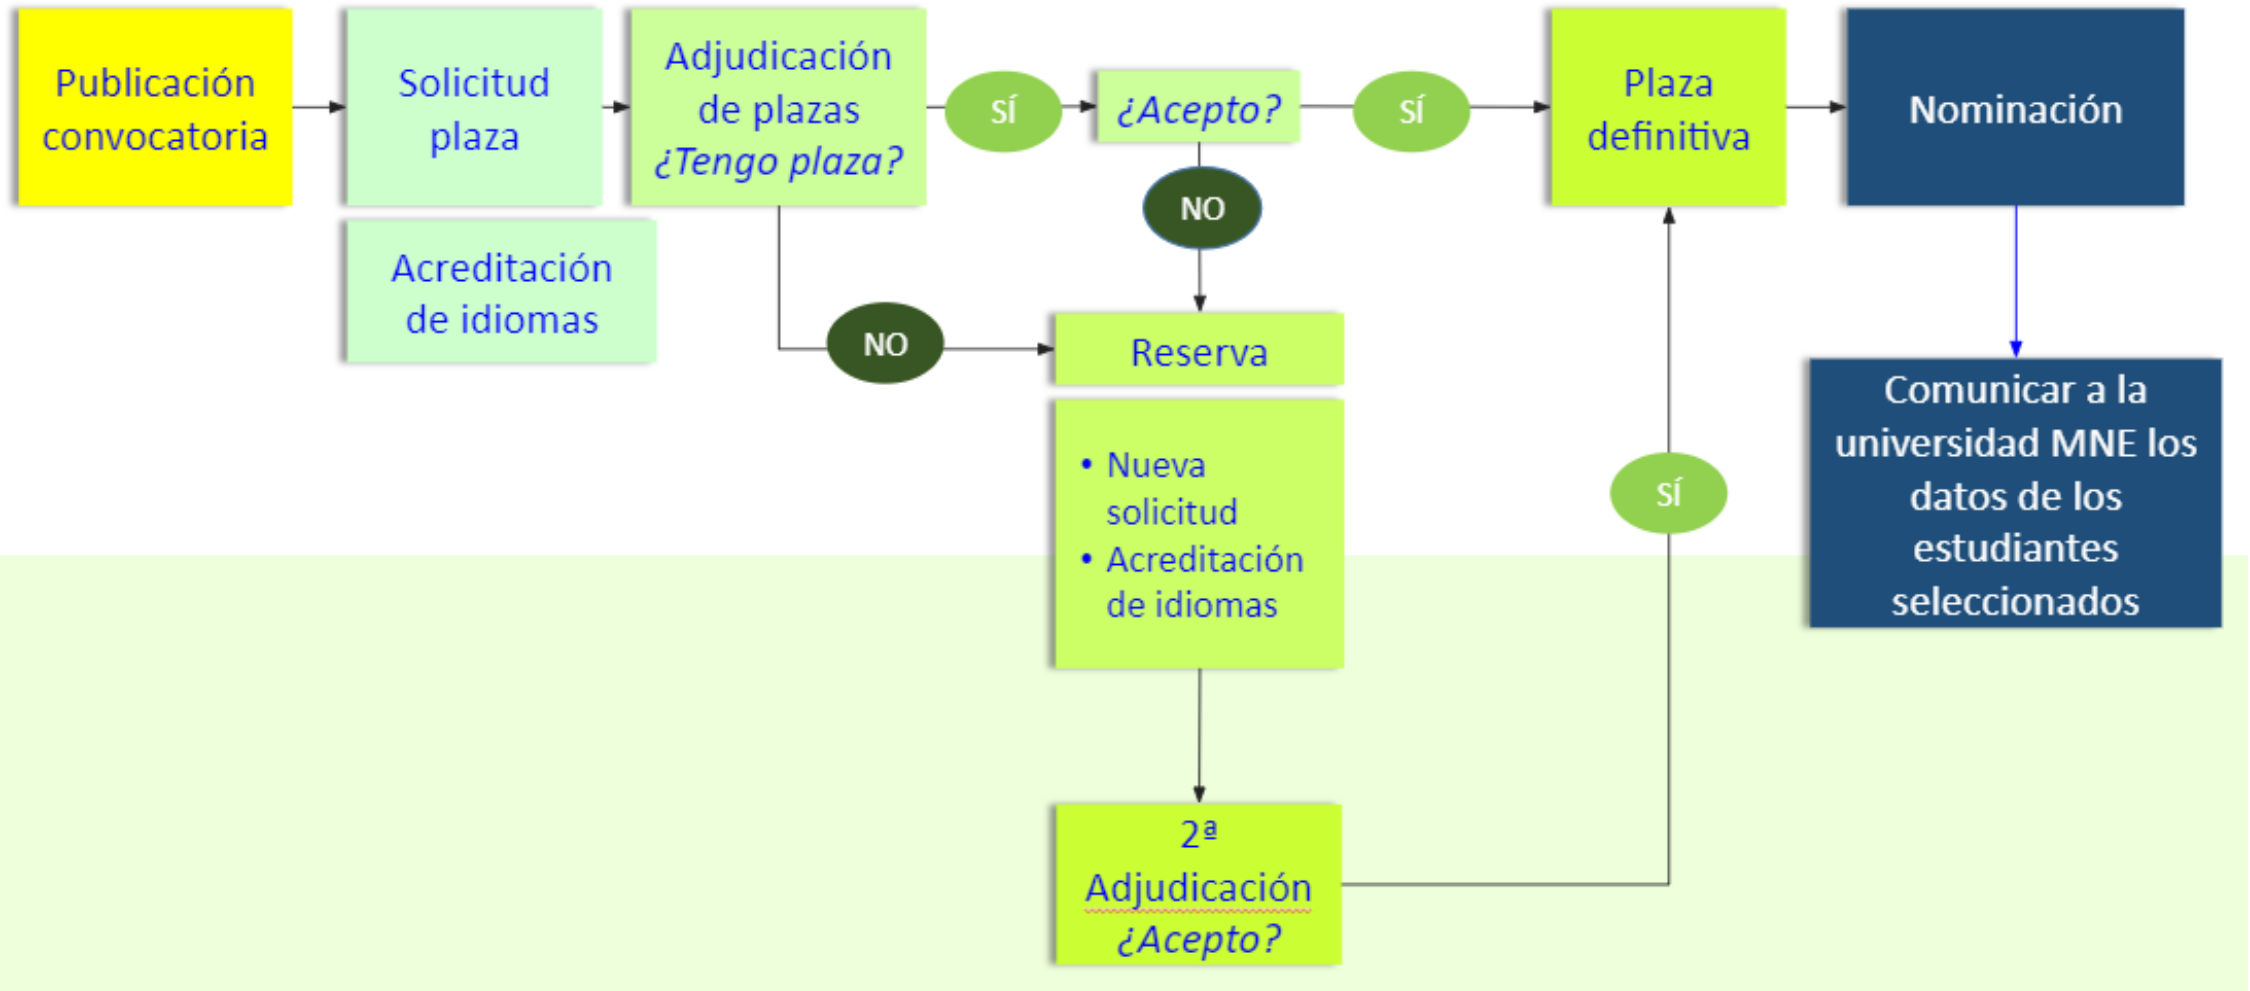 Publicación
convocatoria
Solicitud
plaza
Acreditación
de idiomas
Adjudicación
de plazas
¿Tengo plaza?
SÍ
¿Acepto?
SÍ
Plaza
definitiva
Nominación
NO
NO
Reserva
• Nueva
solicitud
• Acreditación
de idiomas
SÍ
Comunicar a la
universidad MNE los
datos de los
estudiantes
seleccionados
2ª
Adjudicación
¿Acepto?